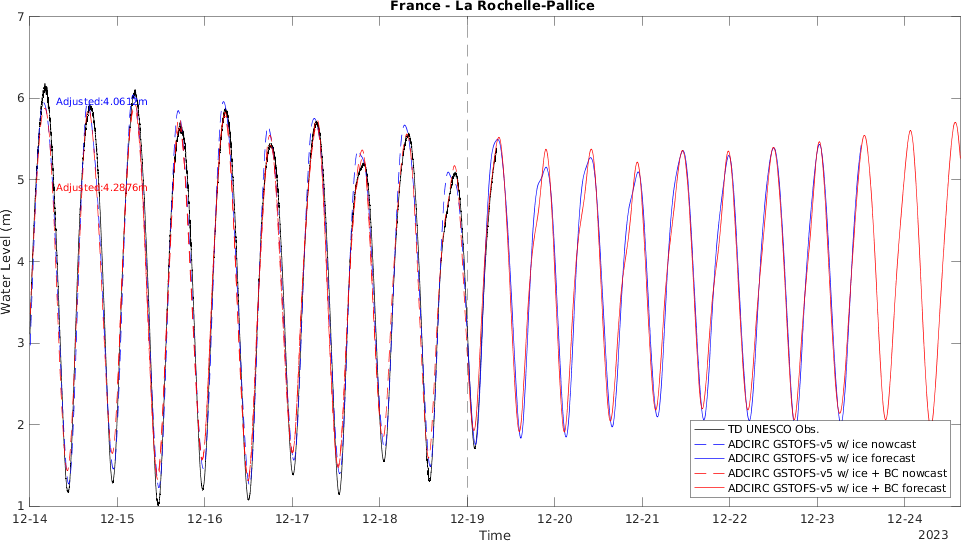 France - La Rochelle-Pallice
7
6
5
4
3
2
1
Water Level (m)
Adjusted:4.0612m
Adjusted:4.2876m
TD UNESCO Obs.
ADCIRC GSTOFS-v5 w/ ice nowcast
ADCIRC GSTOFS-v5 w/ ice forecast
ADCIRC GSTOFS-v5 w/ ice + BC nowcast
ADCIRC GSTOFS-v5 w/ ice + BC forecast
12-14 12-15 12-16 12-17 12-18 12-19 12-20 12-21 12-22 12-23 12-24
Time
2023